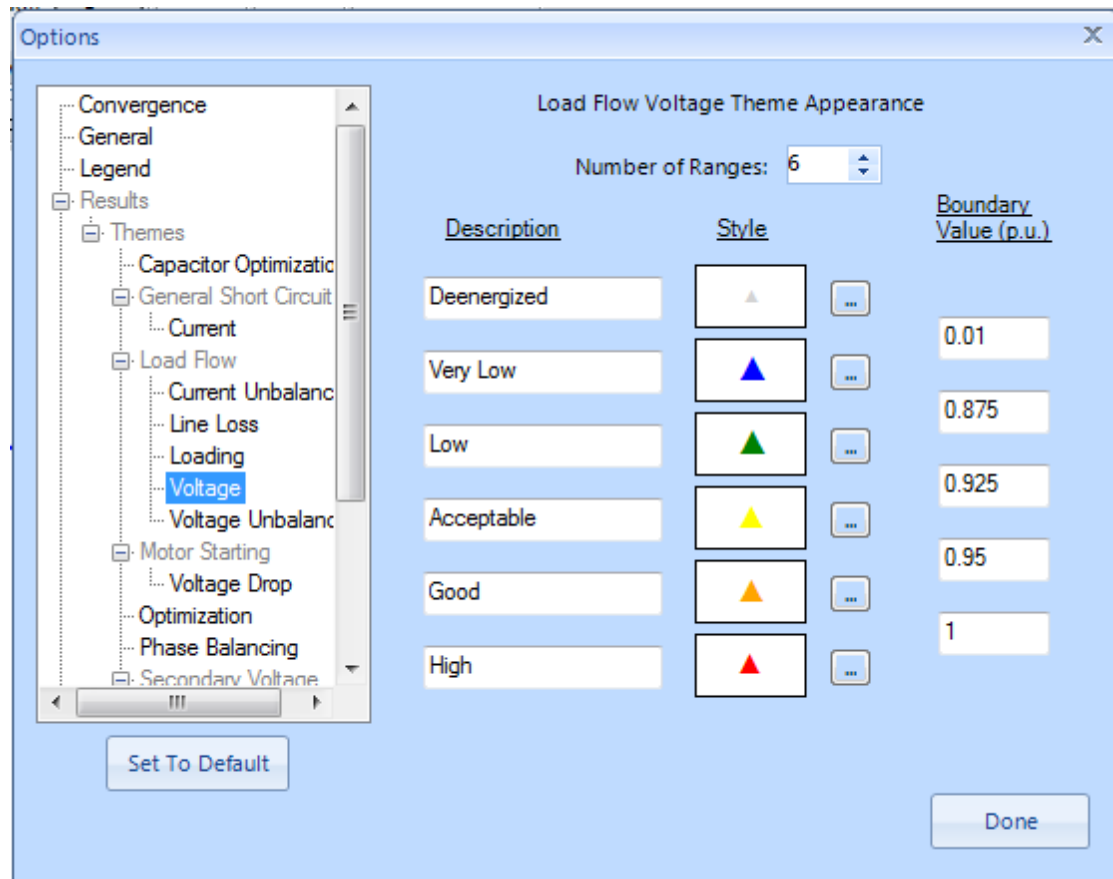 Options
Convergence
General
Legend
Results
Themes
Capacitor Optimizatic
General Short Circuit
Current
Load Flow
Current Unbalanc
Line Loss
Loading
Voltage
Voltage Unbalanc
Motor Starting
Voltage Drop
Optimization
Phase Balancing
Secondary Voltage
Set To Default
Load Flow Voltage Theme Appearance
Number of Ranges: 6
Description Style Boundary
Value (p.u.)
Deenergized ...
0.01
Very Low ...
0.875
Low ...
0.925
Acceptable ...
0.95
Good ...
1
High ...
Done